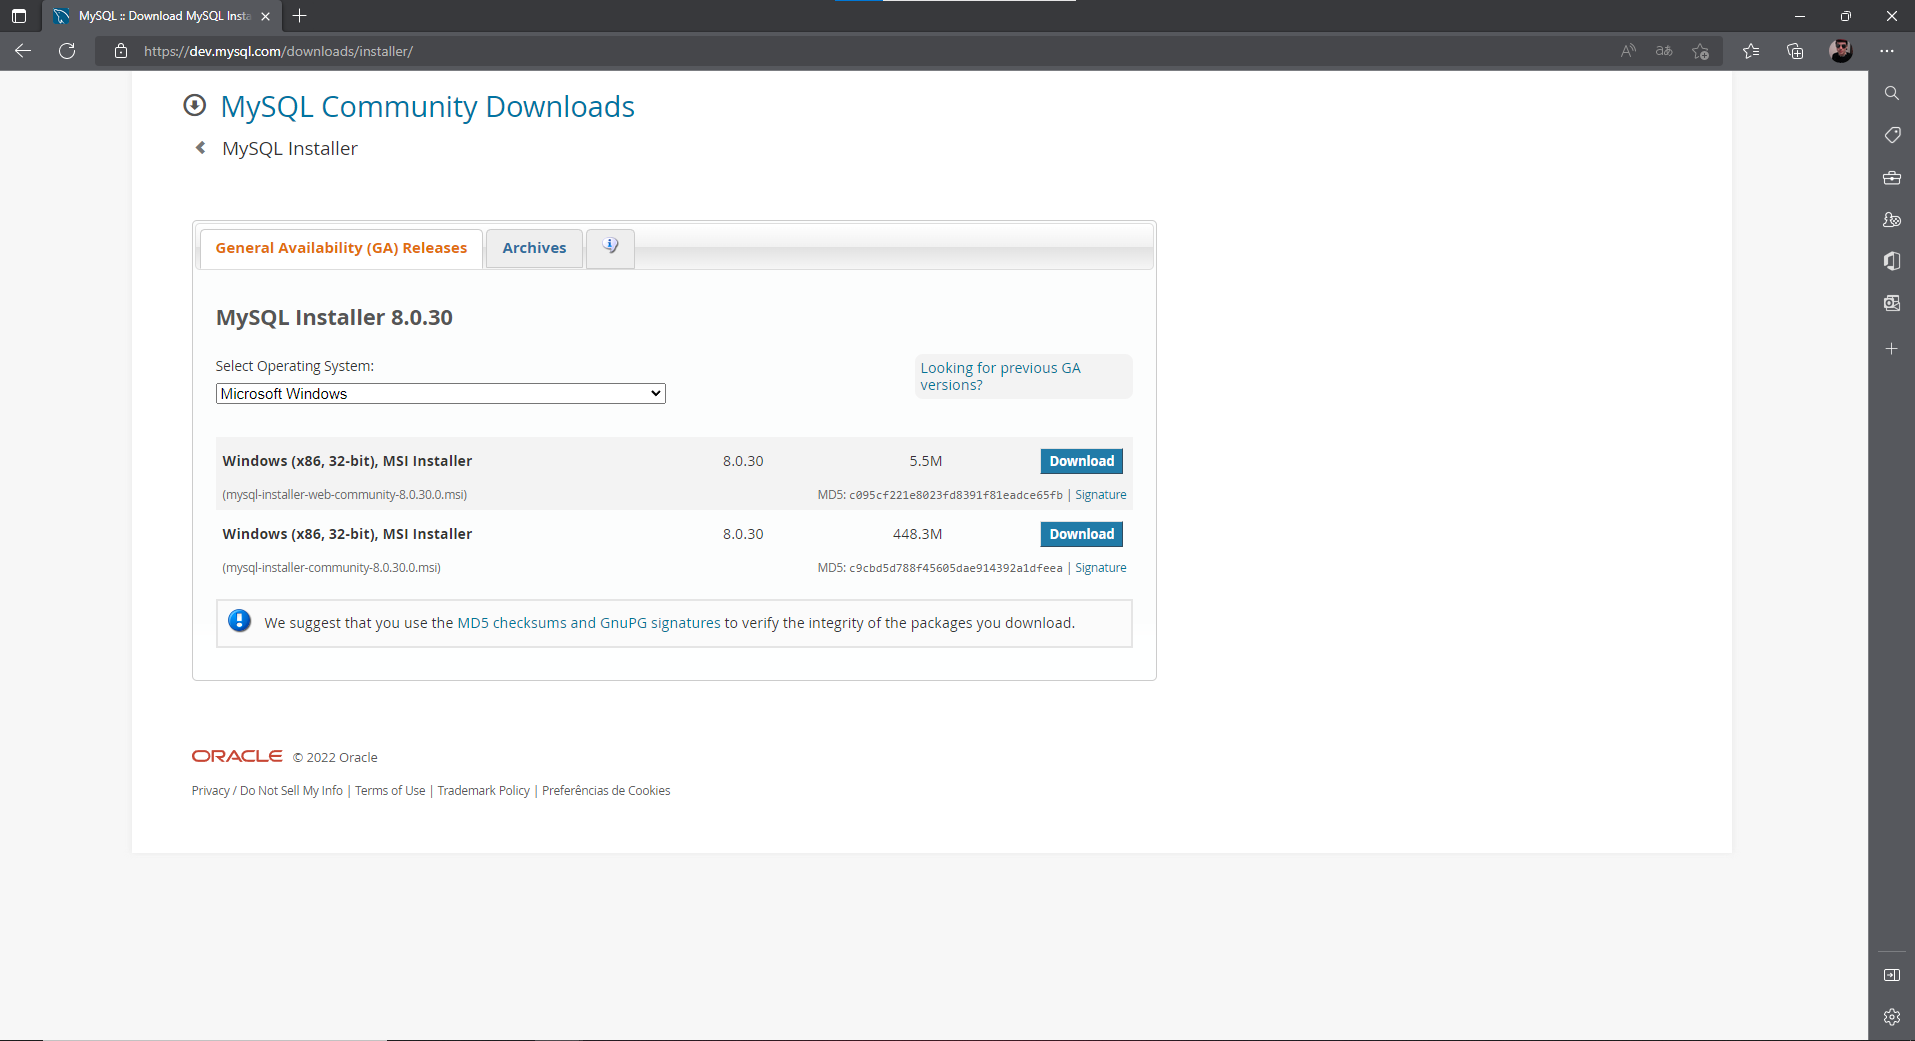 MySQL :: Download MySQL Insta
https://dev.mysql.com/downloads/installer/
MySQL Community Downloads
MySQL Installer
General Availability (GA) Releases
Archives
MySQL Installer 8.0.30
Select Operating System:
Looking for previous GA
versions?
Microsoft Windows
Windows (x86, 32-bit), MSI Installer 8.0.30 5.5M Download
(mysql-installer-web-community-8.0.30.0.msi) MD5: c095cf221e8023fd8391f81eadce65fb | Signature
Windows (x86, 32-bit), MSI Installer 8.0.30 448.3M Download
(mysql-installer-community-8.0.30.0.msi) MD5: c9cbd5d788f45605dae914392a1dfeea | Signature
We suggest that you use the MD5 checksums and GnuPG signatures to verify the integrity of the packages you download.
ORACLE © 2022 Oracle
Privacy / Do Not Sell My Info | Terms of Use | Trademark Policy | Preferências de Cookies